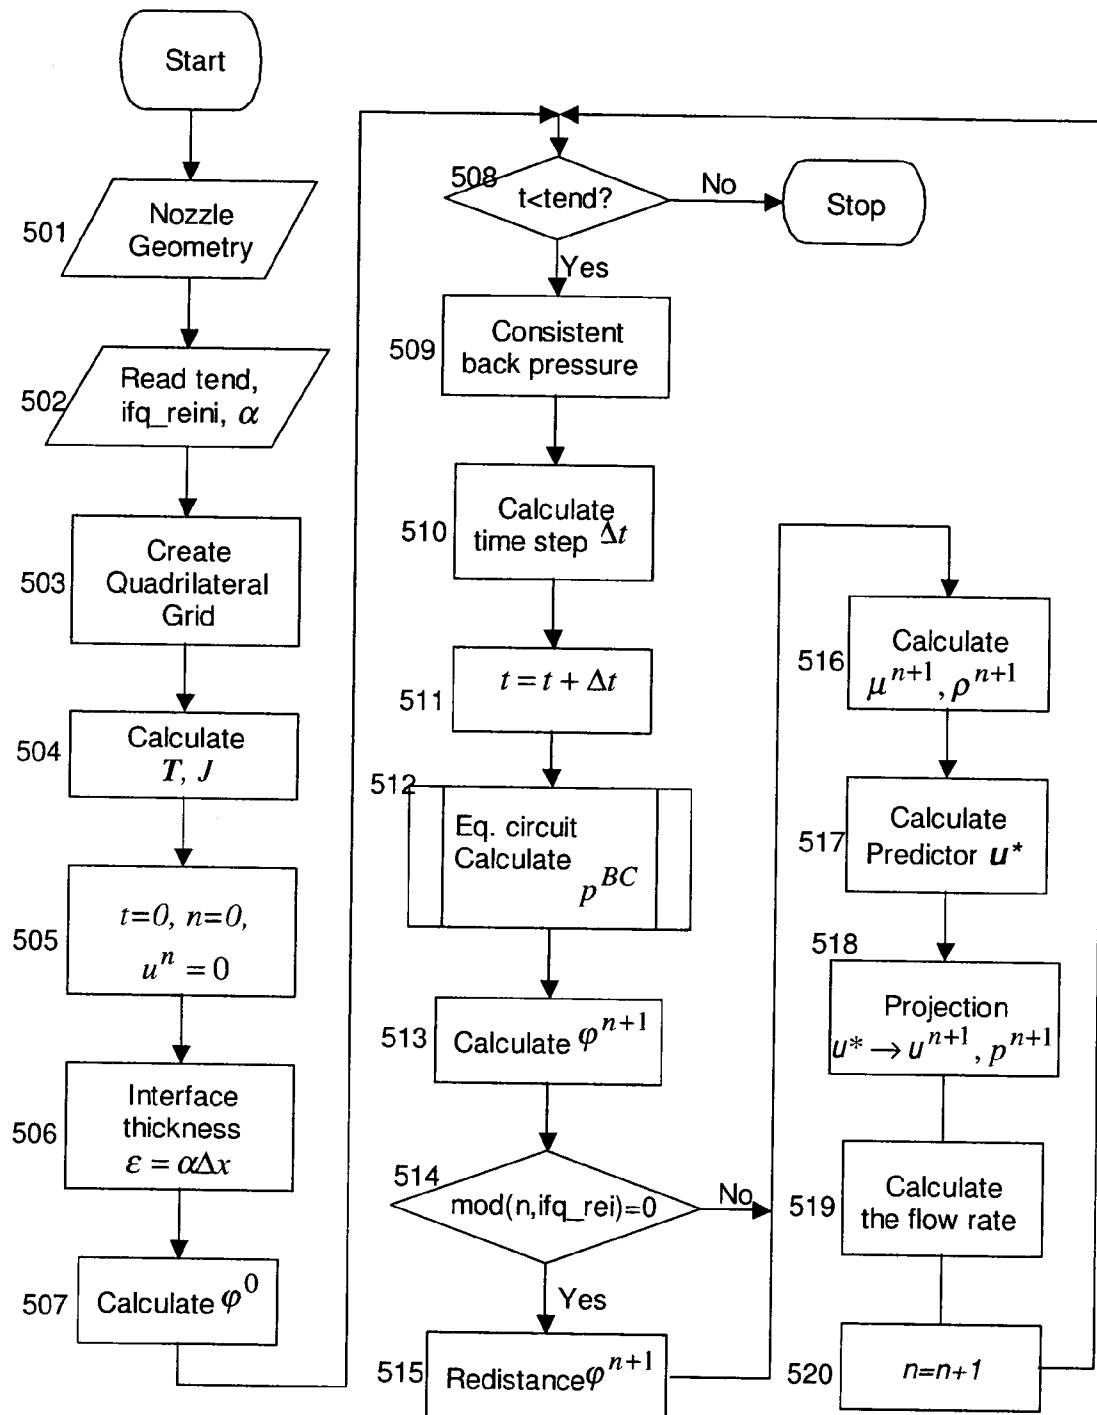 Start
501
Nozzle
Geometry
502
Read tend,
ifq_reini, α
503
Create
Quadrilateral
Grid
504
Calculate
T, J
505
t=0, n=0,
uⁿ = 0
506
Interface
thickness
ε = αΔx
507
Calculate φ⁰
508
t<tend?
No
Stop
Yes
509
Consistent
back pressure
510
Calculate
time step Δt
511
t = t + Δt
512
Eq. circuit
Calculate
p^BC
513
Calculate φ^{n+1}
514
mod(n,ifq_rei)=0
No
Yes
515
Redistance φ^{n+1}
516
Calculate
μ^{n+1}, ρ^{n+1}
517
Calculate
Predictor u*
518
Projection
u* → u^{n+1}, p^{n+1}
519
Calculate
the flow rate
520
n=n+1